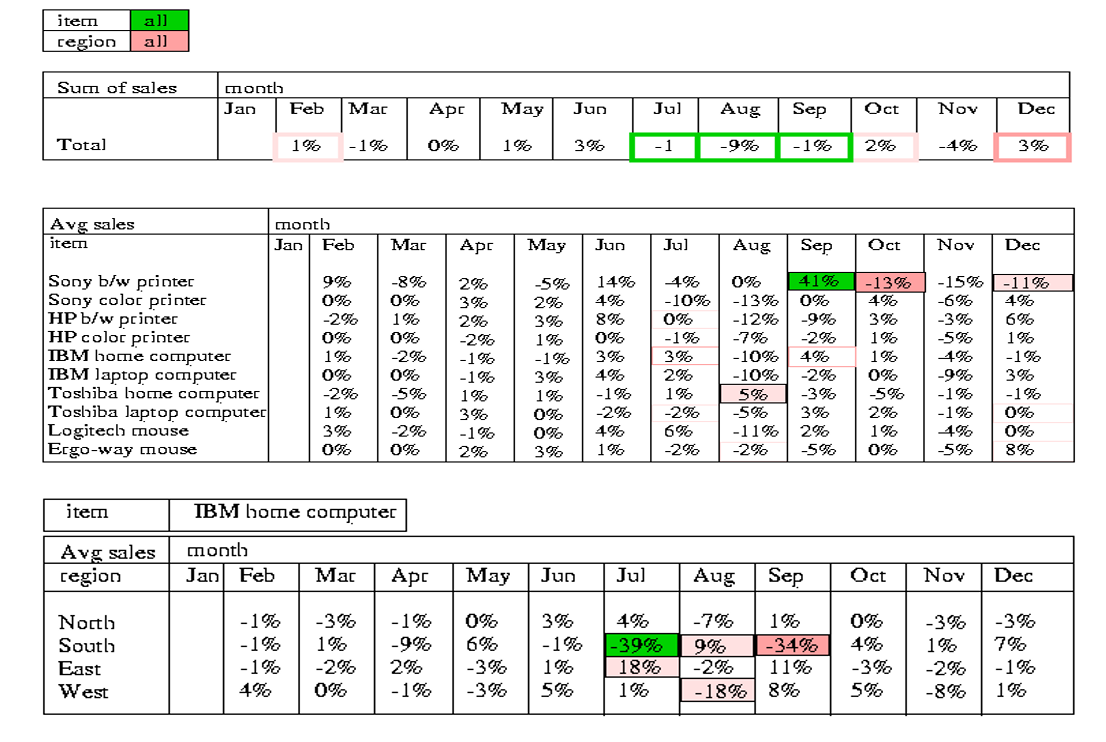 item all
region all
Sum of sales month
Jan Feb Mar Apr May Jun Jul Aug Sep Oct Nov Dec
Total 1% -1% 0% 1% 3% -1 -9% -1% 2% -4% 3%
Avg sales month
item Jan Feb Mar Apr May Jun Jul Aug Sep Oct Nov Dec
Sony b/w printer 9% -8% 2% -5% 14% -4% 0% 41% -13% -15% -11%
Sony color printer 0% 0% 3% 2% 4% -10% -13% 0% 4% -6% 4%
HP b/w printer -2% 1% 2% 3% 8% 0% -12% -9% 3% -3% 6%
HP color printer 0% 0% -2% 1% 0% -1% -7% -2% 1% -5% 1%
IBM home computer 1% -2% -1% -1% 3% 3% -10% 4% 1% -4% -1%
IBM laptop computer 0% 0% -1% 3% 4% 2% -10% -2% 0% -9% 3%
Toshiba home computer -2% -5% 1% 1% -1% 1% 5% -3% -5% -1% -1%
Toshiba laptop computer 1% 0% 3% 0% -2% -2% -5% 3% 2% -1% 0%
Logitech mouse 3% -2% -1% 0% 4% 6% -11% 2% 1% -4% 0%
Ergo-way mouse 0% 0% 2% 3% 1% -2% -2% -5% 0% -5% 8%
item IBM home computer
Avg sales month
region Jan Feb Mar Apr May Jun Jul Aug Sep Oct Nov Dec
North -1% -3% -1% 0% 3% 4% -7% 1% 0% -3% -3%
South -1% 1% -9% 6% -1% -39% 9% -34% 4% 1% 7%
East -1% -2% 2% -3% 1% 18% -2% 11% -3% -2% -1%
West 4% 0% -1% -3% 5% 1% -18% 8% 5% -8% 1%